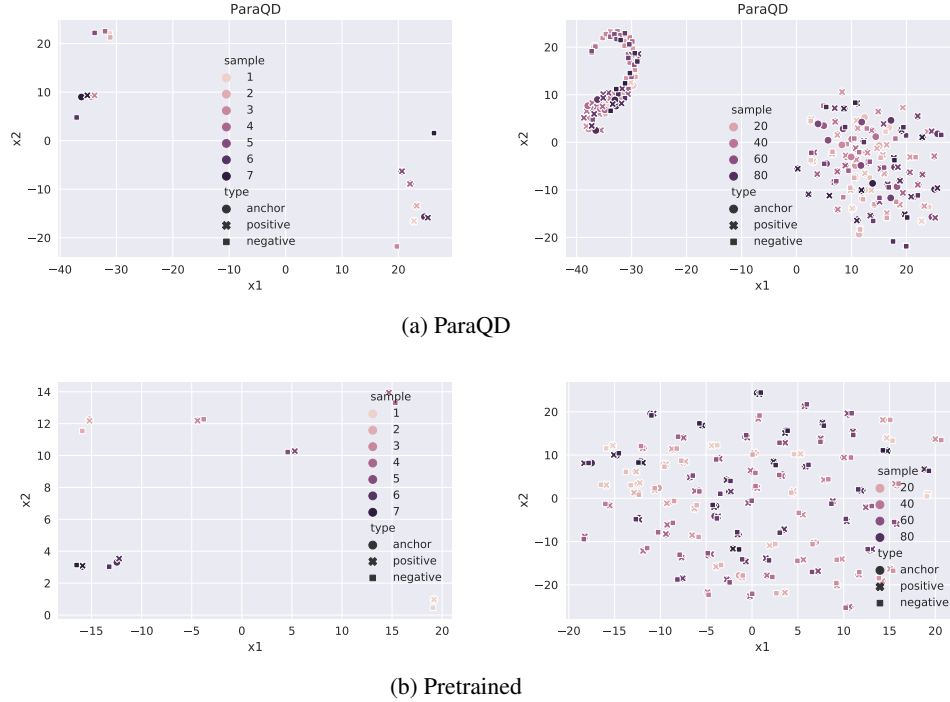 ParaQD
ParaQD
20
10
0
−10
−20
x2
sample
1
2
3
4
5
6
7
type
anchor
positive
negative
−40
−30
−20
−10
0
10
20
30
x1
20
10
0
−10
−20
x2
sample
20
40
60
80
type
anchor
positive
negative
−40
−30
−20
−10
0
10
20
x1
(a) ParaQD
14
12
10
8
6
4
2
0
x2
sample
1
2
3
4
5
6
7
type
anchor
positive
negative
−15
−10
−5
0
5
10
15
20
x1
20
10
0
−10
−20
x2
sample
20
40
60
80
type
anchor
positive
negative
−20
−15
−10
−5
0
5
10
15
20
x1
(b) Pretrained